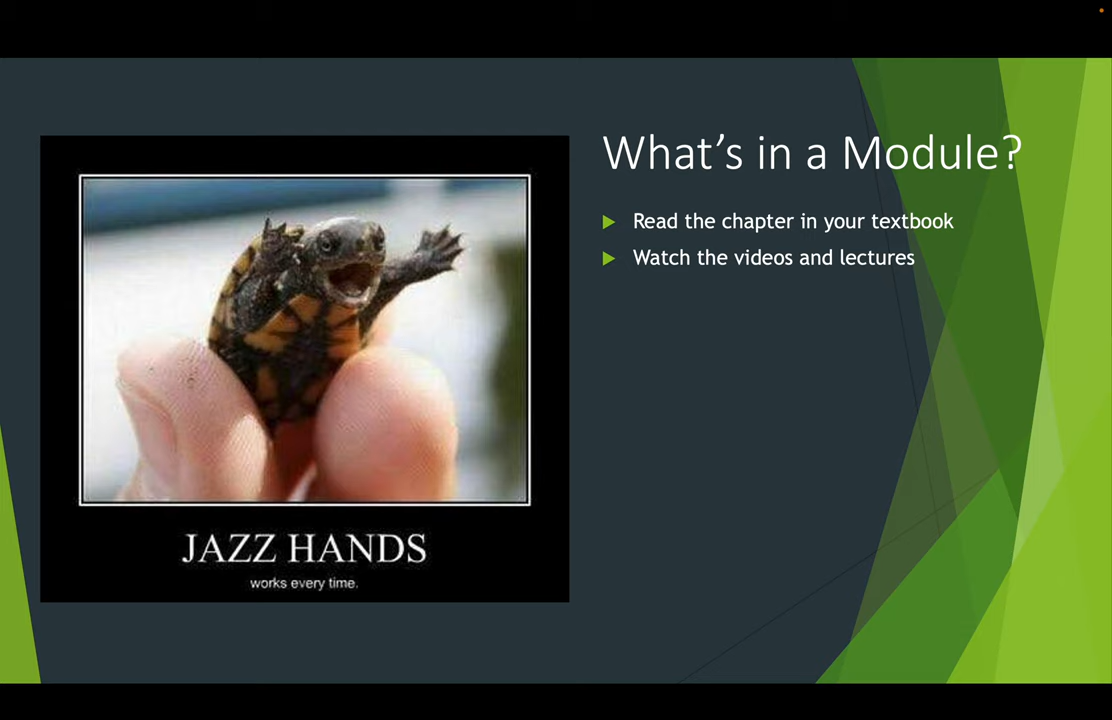 What’s in a Module?
Read the chapter in your textbook
Watch the videos and lectures
JAZZ HANDS
works every time.